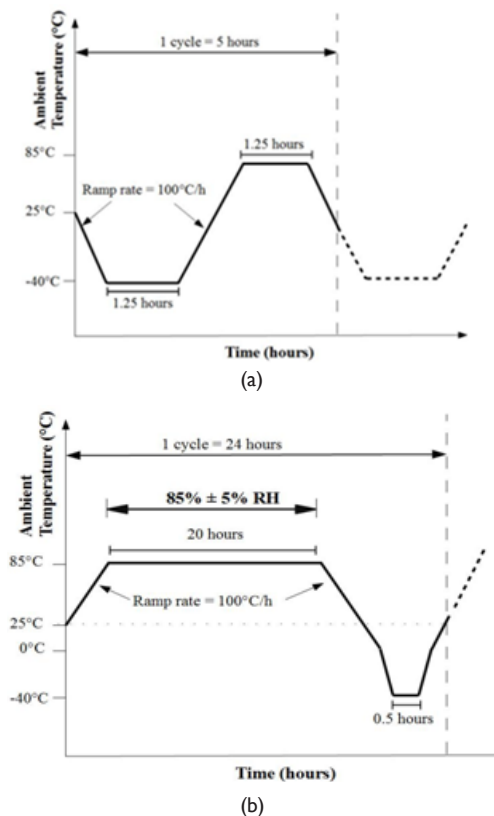 1 cycle = 5 hours
Ambient
Temperature (°C)
1.25 hours
85°C
Ramp rate = 100°C/h
25°C
-40°C
1.25 hours
Time (hours)
(a)
1 cycle = 24 hours
Ambient
Temperature (°C)
85% ± 5% RH
20 hours
85°C
Ramp rate = 100°C/h
25°C
0°C
-40°C
0.5 hours
Time (hours)
(b)